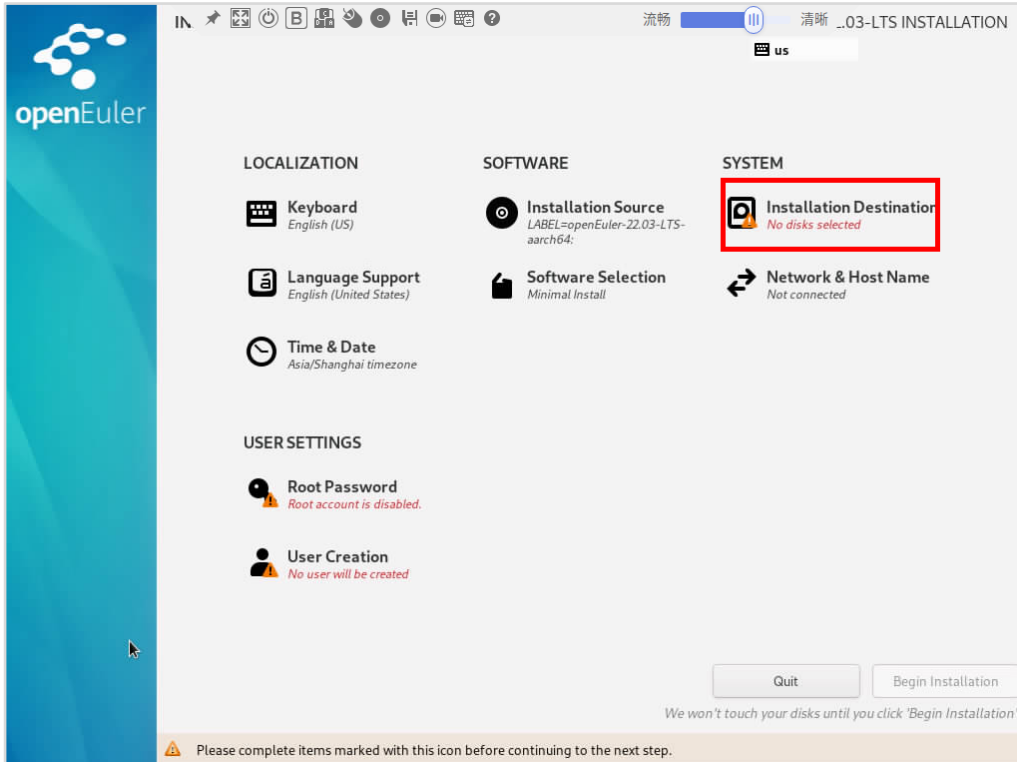 IN
流畅
清晰
..03-LTS INSTALLATION
us
openEuler
LOCALIZATION
SOFTWARE
SYSTEM
Keyboard
English (US)
Installation Source
LABEL=openEuler-22.03-LTS-
aarch64:
Installation Destination
No disks selected
Language Support
English (United States)
Software Selection
Minimal Install
Network & Host Name
Not connected
Time & Date
Asia/Shanghai timezone
USER SETTINGS
Root Password
Root account is disabled.
User Creation
No user will be created
Quit
Begin Installation
We won't touch your disks until you click 'Begin Installation'
Please complete items marked with this icon before continuing to the next step.